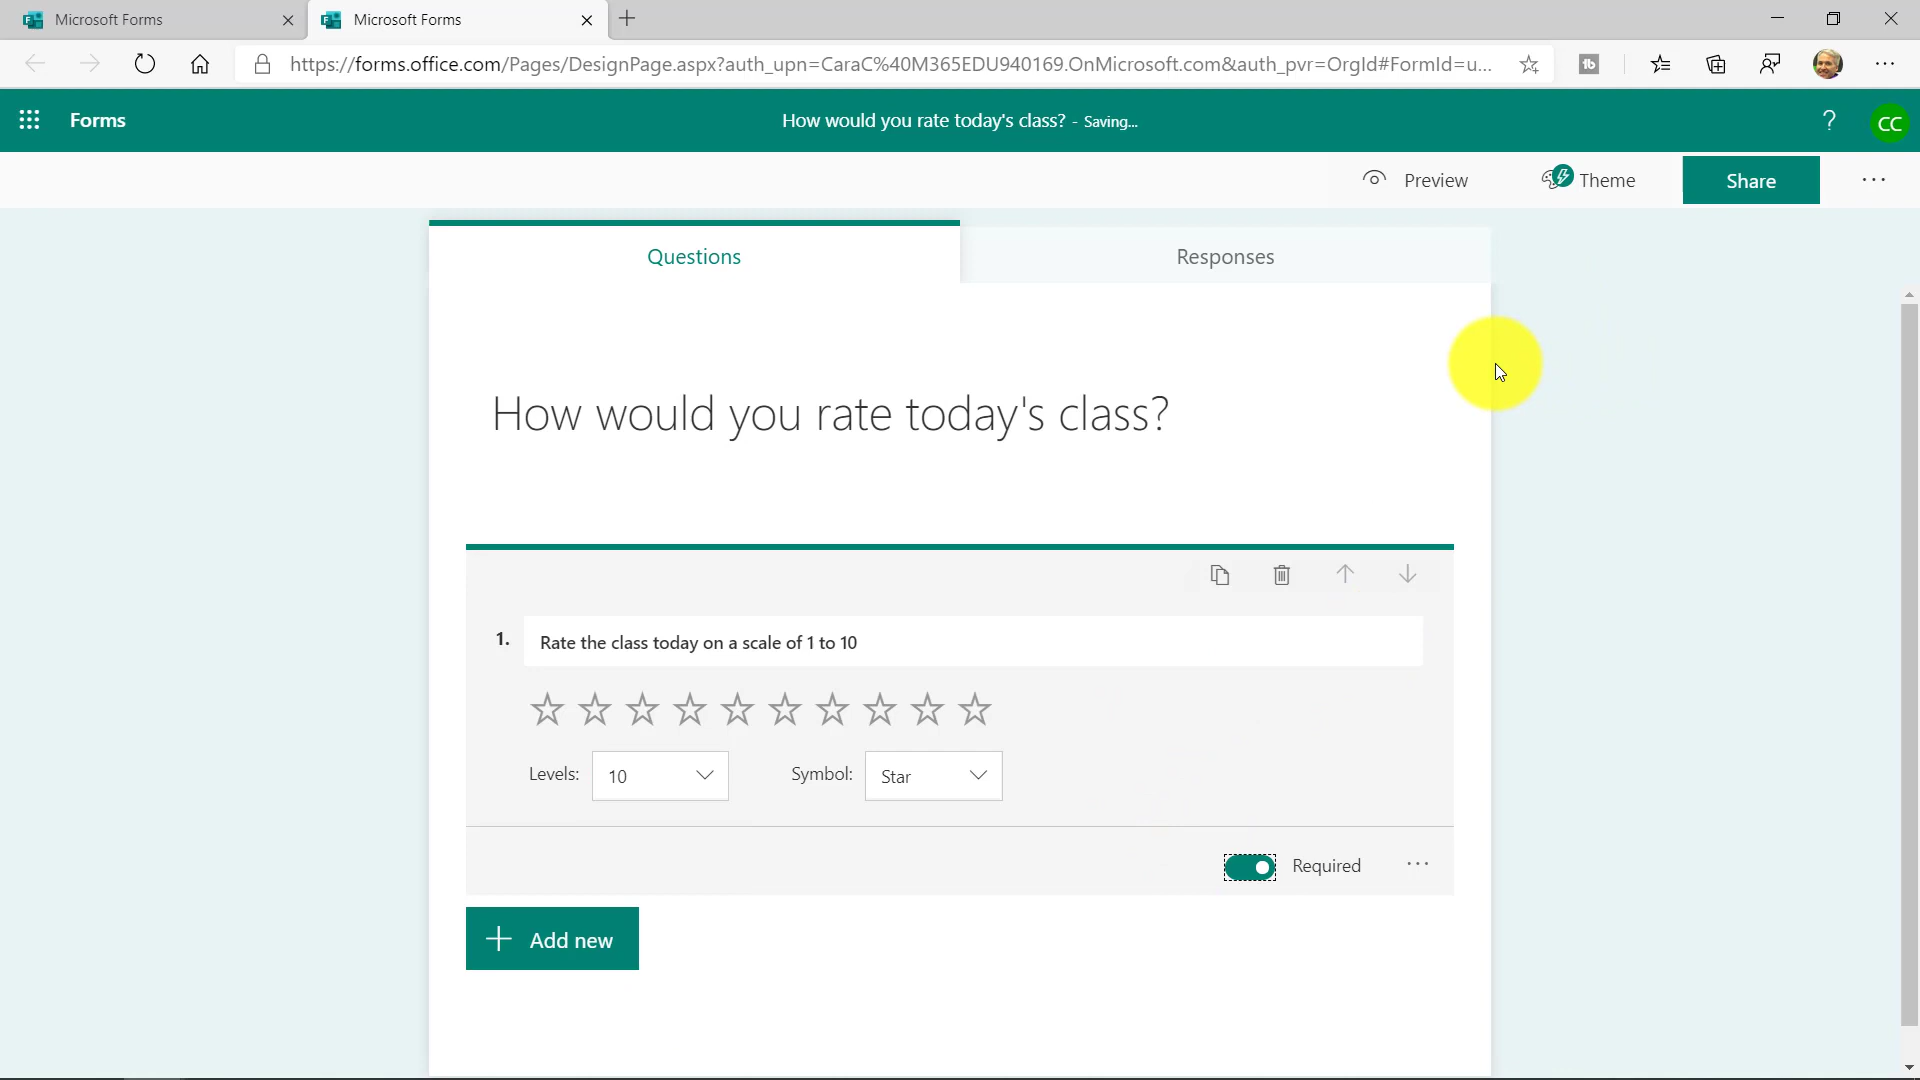 Microsoft Forms
Microsoft Forms
https://forms.office.com/Pages/DesignPage.aspx?auth_upn=CaraC%40M365EDU940169.OnMicrosoft.com&auth_pvr=OrgId#FormId=u...
Forms
How would you rate today's class? - Saving...
?
CC
Preview
Theme
Share
Questions
Responses
How would you rate today's class?
1. Rate the class today on a scale of 1 to 10
Levels: 10
Symbol: Star
Required
Add new